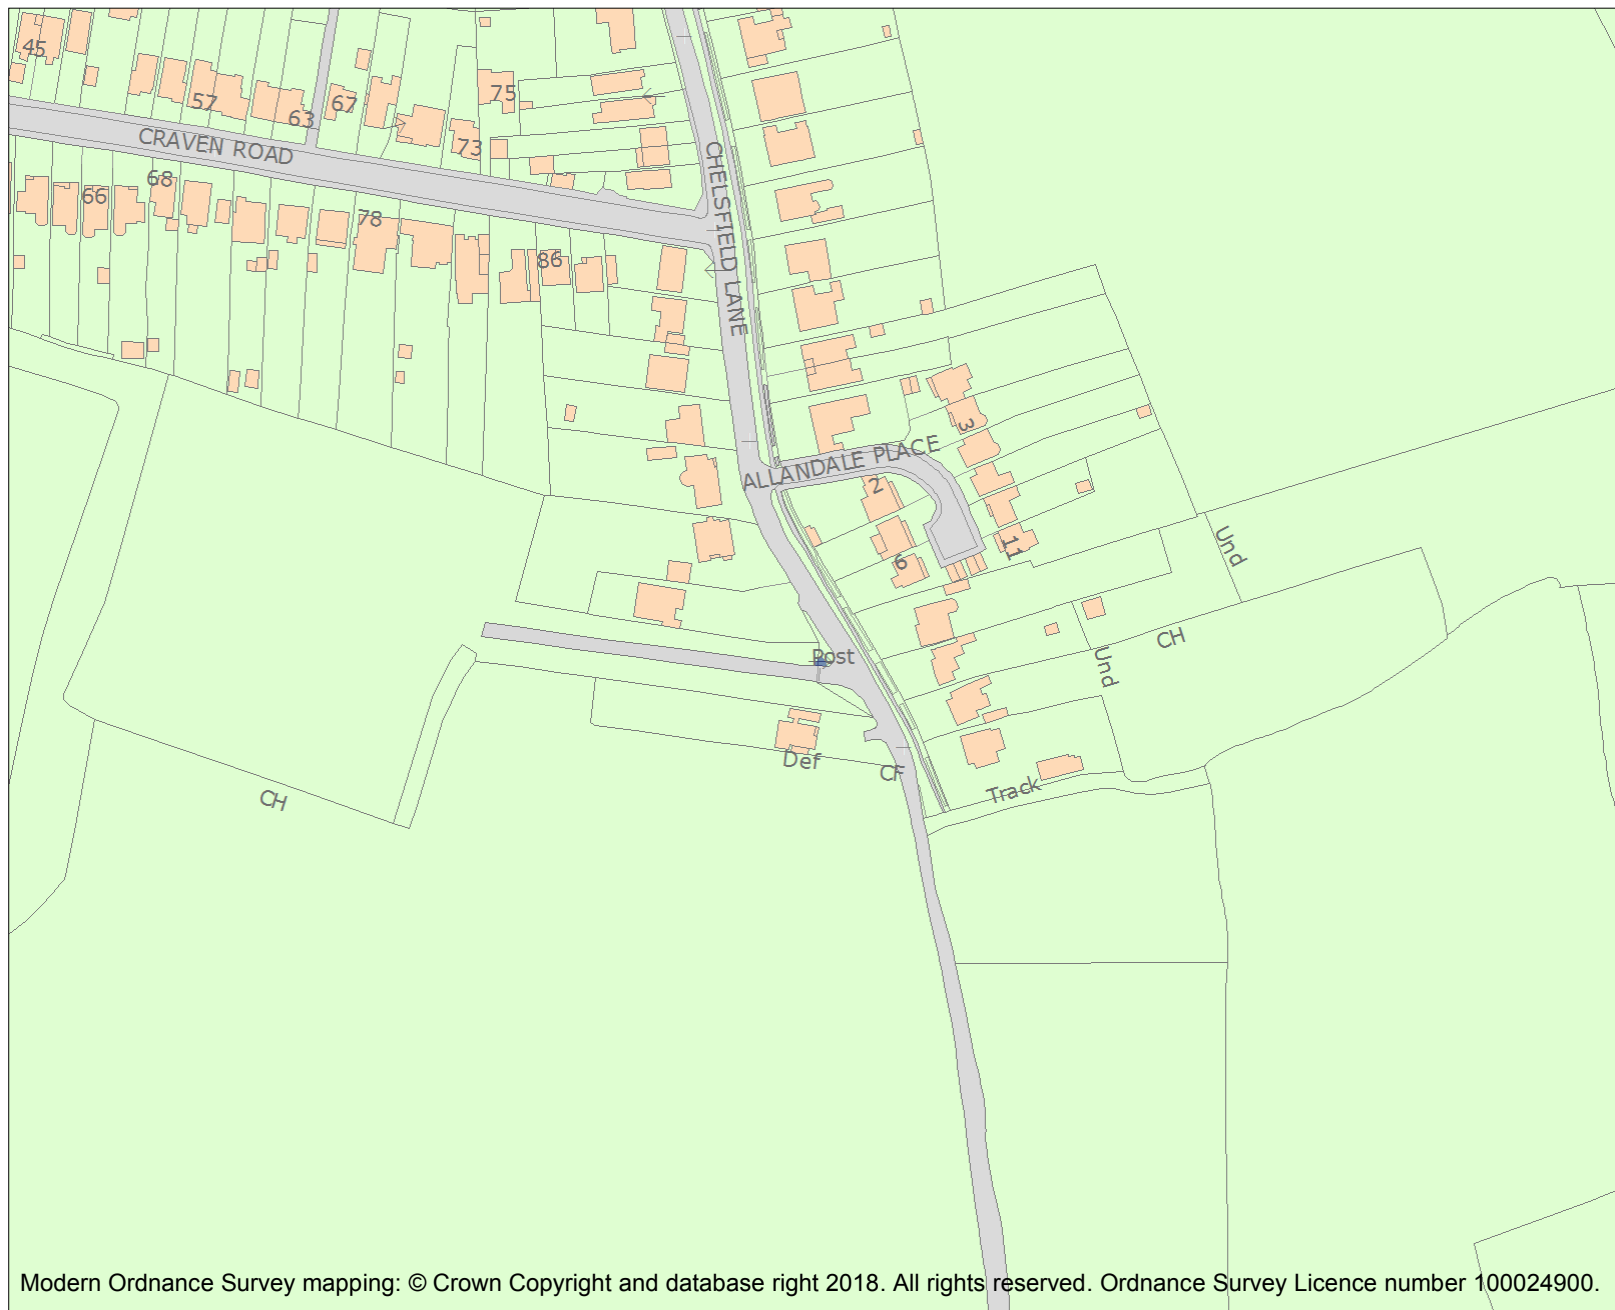 45
57
63
67
75
73
CRAVEN ROAD
CHELSFIELD LANE
68
66
78
86
3
ALLANDALE PLACE
2
11
6
Und
CH
Post
Und
Def
CF
Track
CH
Modern Ordnance Survey mapping: © Crown Copyright and database right 2018. All rights reserved. Ordnance Survey Licence number 100024900.